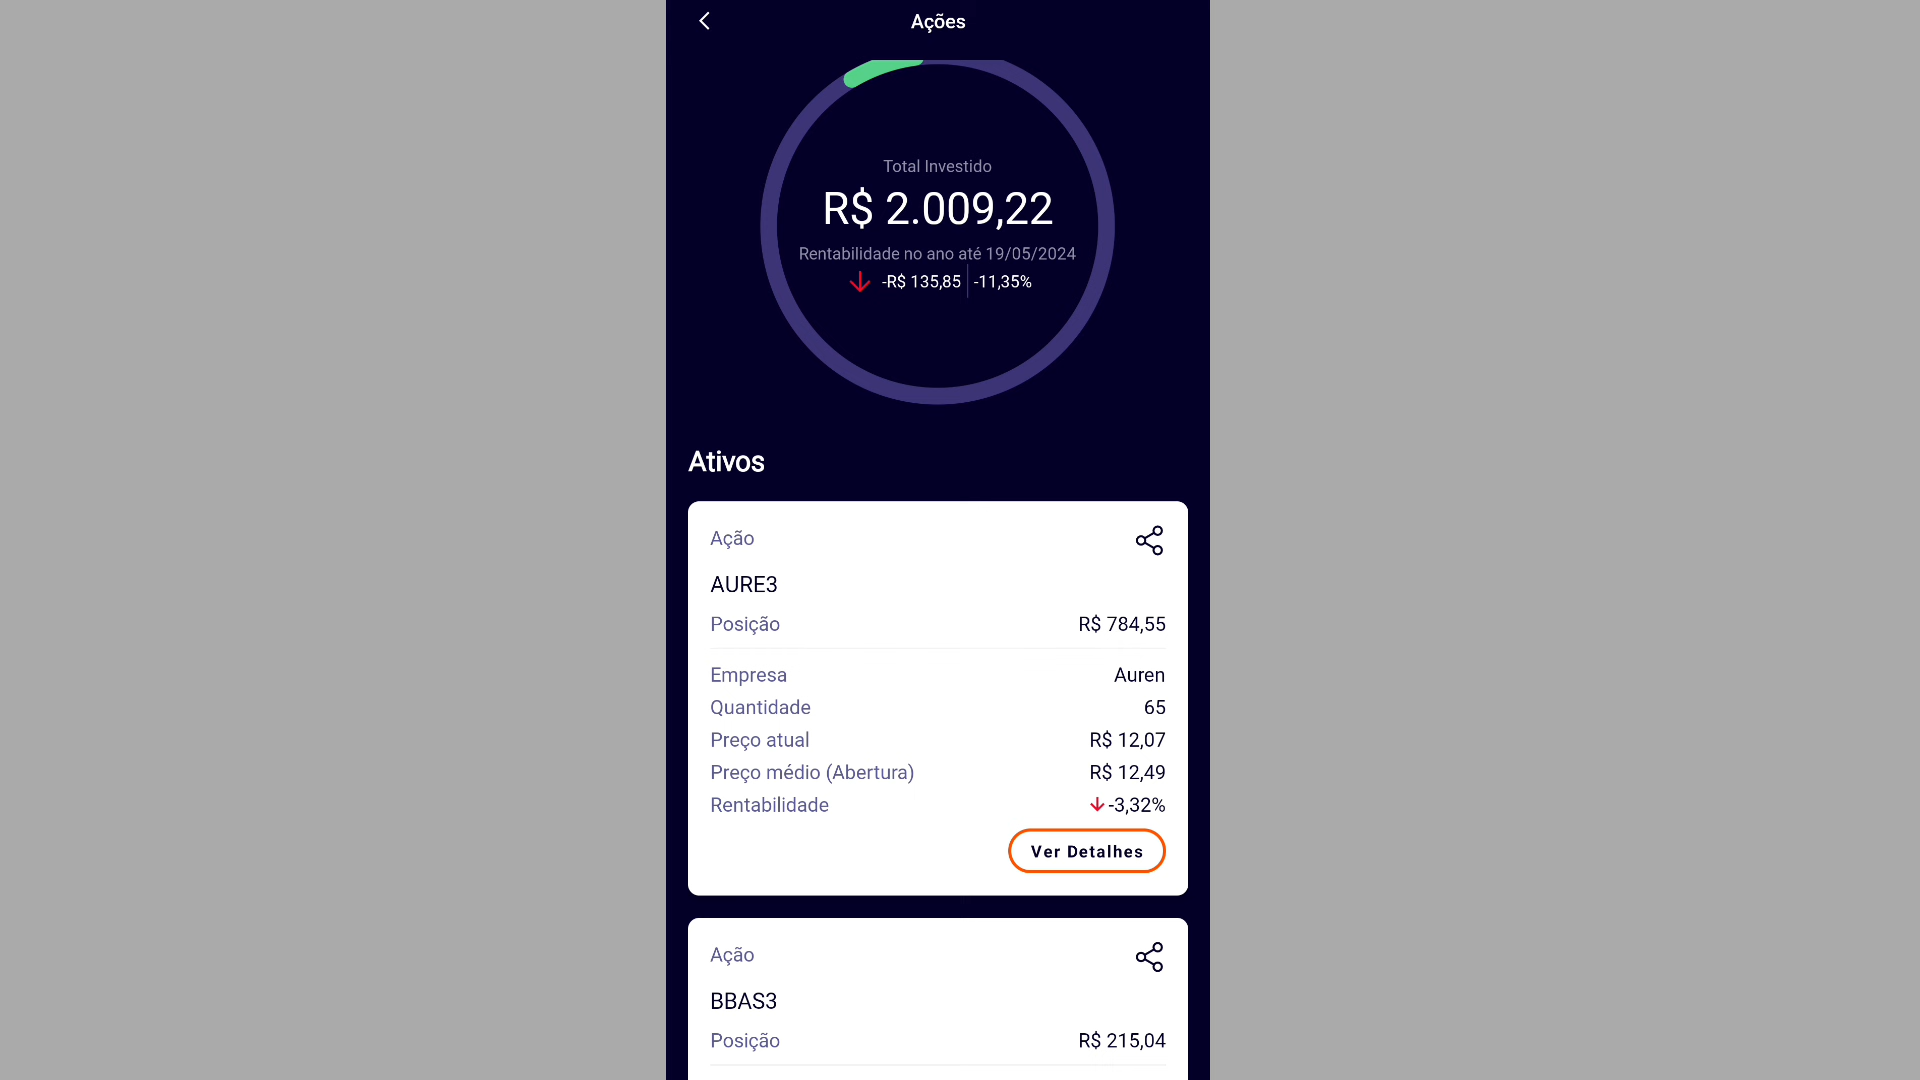 Ações
Total Investido
R$ 2.009,22
Rentabilidade no ano até 19/05/2024
-R$ 135,85 -11,35%
Ativos
Ação
AURE3
Posição R$ 784,55
Empresa Auren
Quantidade 65
Preço atual R$ 12,07
Preço médio (Abertura) R$ 12,49
Rentabilidade -3,32%
Ver Detalhes
Ação
BBAS3
Posição R$ 215,04